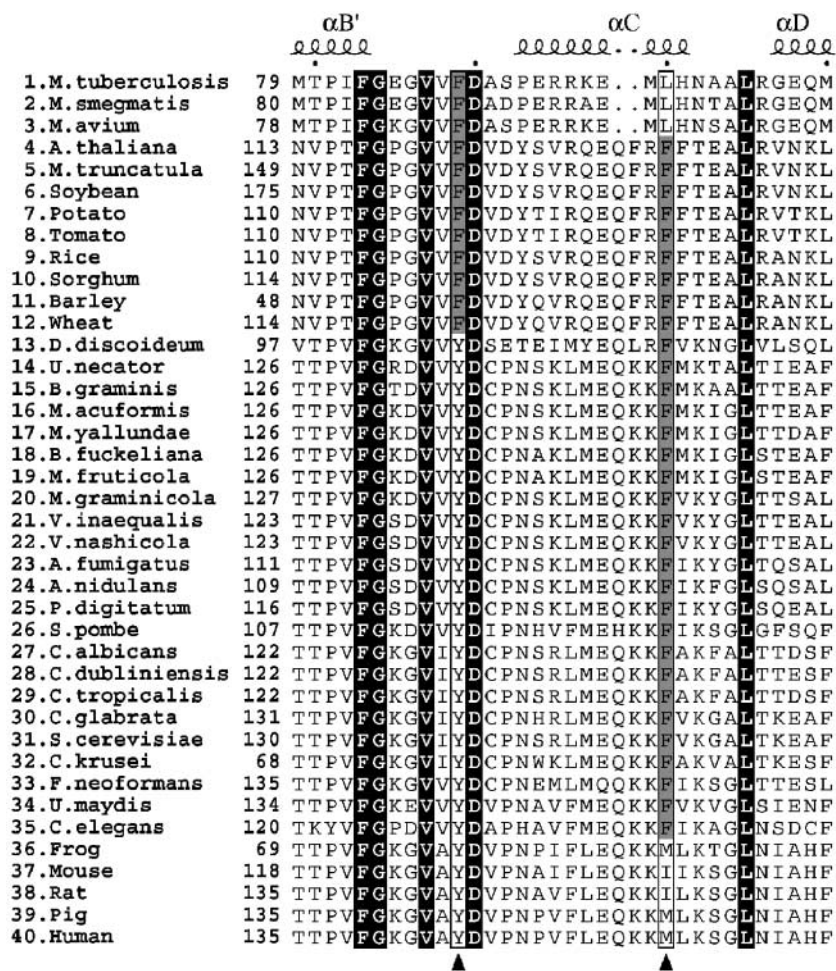 αB' αC αD
1.M.tuberculosis 79 MTPIFGEGVVFDASPERRKE..MLHNAALRGEQM
2.M.smegmatis 80 MTPIFGEGVVFDADPERRAE..MLHNAALRGEQM
3.M.avium 78 MTPIFGKGVVFDASPERRKE..MLHNSALRGEQM
4.A.thaliana 113 NVPTFGPGVVFDVDYSVRQEQFRFFTEALRVNKL
5.M.truncatula 149 NVPTFGPGVVFDVDYSVRQEQFRFFTEALRVNKL
6.Soybean 175 NVPTFGPGVVFDVDYSVRQEQFRFFTEALRVNKL
7.Potato 110 NVPTFGPGVVFDVDYTIRQEQFRFFTEALRVTKL
8.Tomato 110 NVPTFGPGVVFDVDYTIRQEQFRFFTEALRVTKL
9.Rice 110 NVPTFGPGVVFDVDYSVRQEQFRFFTEALRANKL
10.Sorghum 114 NVPTFGPGVVFDVDYSVRQEQFRFFTEALRANKL
11.Barley 48 NVPTFGPGVVFDVDYQVRQEQFRFFTEALRANKL
12.Wheat 114 NVPTFGPGVVFDVDYQVRQEQFRFFTEALRANKL
13.D.discoideum 97 VTPVFGKGVVYDSETEIMYEQLRFVKNGLVLSQL
14.U.necator 126 TTPVFGRDVVYDCPNSKLMEQKKFMKTALTIEAF
15.B.graminis 126 TTPVFGTDVVYDCPNSKLMEQKKFMKAALTTEAF
16.M.acuformis 126 TTPVFGKDVVYDCPNSKLMEQKKFMKIGLTTEAF
17.M.yallundae 126 TTPVFGKDVVYDCPNSKLMEQKKFMKIGLTTDAF
18.B.fuckeliana 126 TTPVFGKDVVYDCPNAKLMEQKKFMKIGLSTEAF
19.M.fruticola 126 TTPVFGKDVVYDCPNAKLMEQKKFMKIGLSTEAF
20.M.graminicola 127 TTPVFGKDVVYDCPNSKLMEQKKFVKYGLTTSAL
21.V.inaequalis 123 TTPVFGSDVVYDCPNSKLMEQKKFVKYGLTTEAL
22.V.nashicola 123 TTPVFGSDVVYDCPNSKLMEQKKFVKYGLTTEAL
23.A.fumigatus 111 TTPVFGSDVVYDCPNSKLMEQKKFIKYGLTQSAL
24.A.nidulans 109 TTPVFGSDVVYDCPNSKLMEQKKFIKFGLSQSAL
25.P.digitatum 116 TTPVFGSDVVYDCPNSKLMEQKKFIKYGLSQEAL
26.S.pombe 107 TTPVFGKDVVYDIPNHVFMEHKKFIKSGLGFSQF
27.C.albicans 122 TTPVFGKGVIYDCPNSRLMEQKKFAKFALTTDSF
28.C.dubliniensis 122 TTPVFGKGVIYDCPNSRLMEQKKFAKFALTTESF
29.C.tropicalis 122 TTPVFGKGVIYDCPNSRLMEQKKFAKFALTTDSF
30.C.glabrata 131 TTPVFGKGVIYDCPNHRLMEQKKFVKGALTKEAF
31.S.cerevisiae 130 TTPVFGKGVIYDCPNSRLMEQKKFVKGALTKEAF
32.C.krusei 68 TTPVFGKGVIYDCPNWKLMEQKKFAKVALTKESF
33.F.neoformans 135 TTPVFGKGVVYDCPNEMLMQQKKFIKSGLTTESL
34.U.maydis 134 TTPVFGKEVVYDVPNAVFMEQKKFVKVGLSIENF
35.C.elegans 120 TKYVFGPDVVYDAPHAVFMEQKKFIKAGLNSDCF
36.Frog 69 TTPVFGKGVAYDVPNPIFLEQKKMLKTGLNIAHF
37.Mouse 118 TTPVFGKGVAYDVPNAIFLEQKKIIKSGLNIAHF
38.Rat 135 TTPVFGKGVAYDVPNAVFLEQKKILKSGLNIAHF
39.Pig 135 TTPVFGKGVAYDVPNPVFLEQKKMLKSGLNIAHF
40.Human 135 TTPVFGKGVAYDVPNPVFLEQKKMLKSGLNIAHF